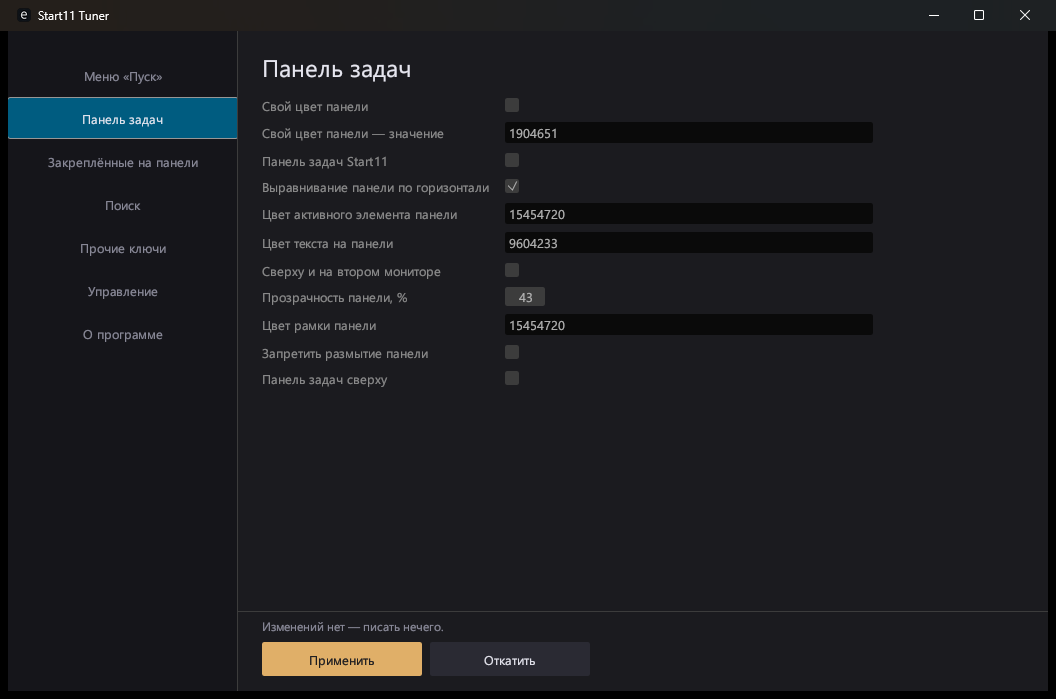 e Start11 Tuner
Меню «Пуск»
Панель задач
Закреплённые на панели
Поиск
Прочие ключи
Управление
О программе
Панель задач
Свой цвет панели
Свой цвет панели — значение 1904651
Панель задач Start11
Выравнивание панели по горизонтали
Цвет активного элемента панели 15454720
Цвет текста на панели 9604233
Сверху и на втором мониторе
Прозрачность панели, % 43
Цвет рамки панели 15454720
Запретить размытие панели
Панель задач сверху
Изменений нет — писать нечего.
Применить Откатить